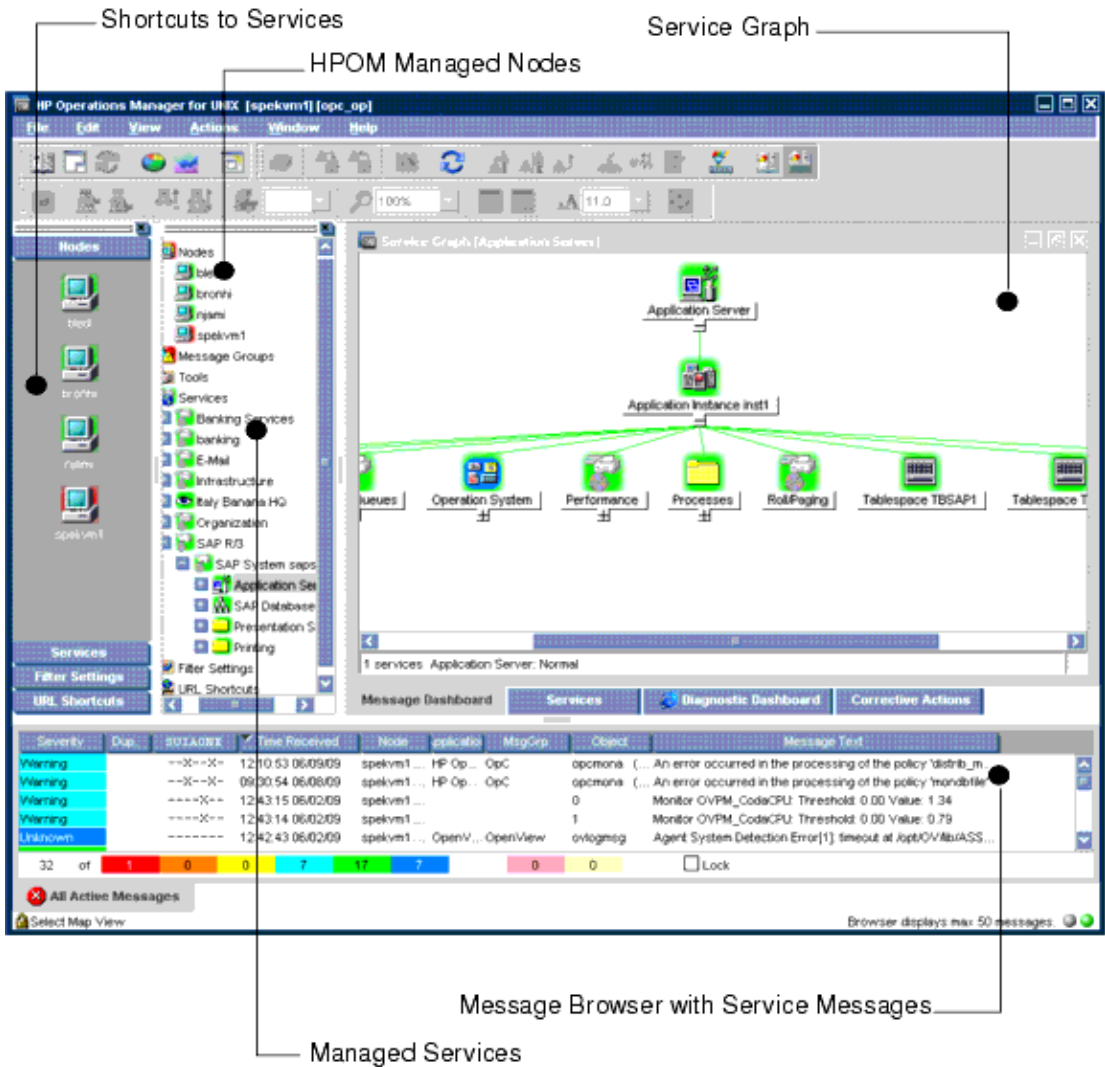 Shortcuts to Services
Service Graph
HPOM Managed Nodes
HP Operations Manager for UNIX [spekvm1] [opc_op]
File Edit View Actions Window Help
100% 11.0
Nodes
bronhi
spekvm1
Services
Filter Settings
URL Shortcuts
Nodes
bronhi
njami
spekvm1
Message Groups
Tools
Services
Banking Services
banking
E-Mail
Infrastructure
Italy Banana HQ
Organization
SAP R/3
SAP System saps
Application Ser
SAP Database
Presentation S
Printing
Filter Settings
URL Shortcuts
Service Graph [Application Server]
Application Server
Application Instance inst1
ueues Operation System Performance Processes Roll/Paging Tablespace TBSAP1 Tablespace T
1 services Application Server: Normal
Message Dashboard Services Diagnostic Dashboard Corrective Actions
Severity Dup... SUIAONE Time Received Node Applicatio MsgGrp Object Message Text
Warning --X--X- 12:10:53 06/09/09 spekvm1 ... HP Op... OpC opcmona (... An error occurred in the processing of the policy 'distrib_m...
Warning --X--X- 09:30:54 06/08/09 spekvm1 ... HP Op... OpC opcmona (... An error occurred in the processing of the policy 'mondbfile'
Warning ----X-- 12:43:15 06/02/09 spekvm1 ... 0 Monitor OVPM_CodaCPU: Threshold: 0.00 Value: 1.34
Warning ----X-- 12:43:14 06/02/09 spekvm1 ... 1 Monitor OVPM_CodaCPU: Threshold: 0.00 Value: 0.79
Unknown ------- 12:42:43 06/02/09 spekvm1 ... OpenV... OpenView ovlogmsg Agent System Detection Error[1]: timeout at /opt/OV/lib/ASS...
32 of 1 0 0 7 17 7 0 0 Lock
All Active Messages
Select Map View
Browser displays max 50 messages.
Message Browser with Service Messages
Managed Services